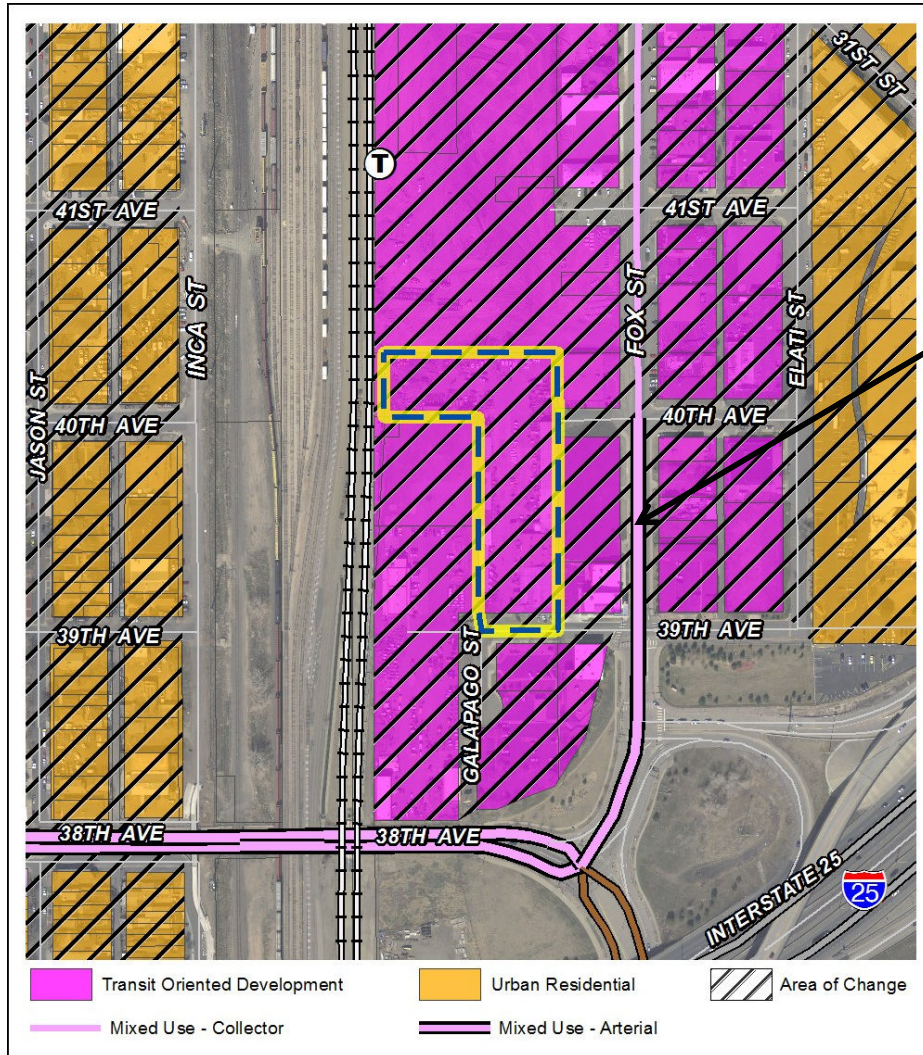 31ST ST
T
41ST AVE
41ST AVE
INCA ST
FOX ST
ELATI ST
JASON ST
40TH AVE
40TH AVE
39TH AVE
39TH AVE
GALAPAGO ST
38TH AVE
38TH AVE
INTERSTATE 25
25
Transit Oriented Development
Urban Residential
Area of Change
Mixed Use - Collector
Mixed Use - Arterial